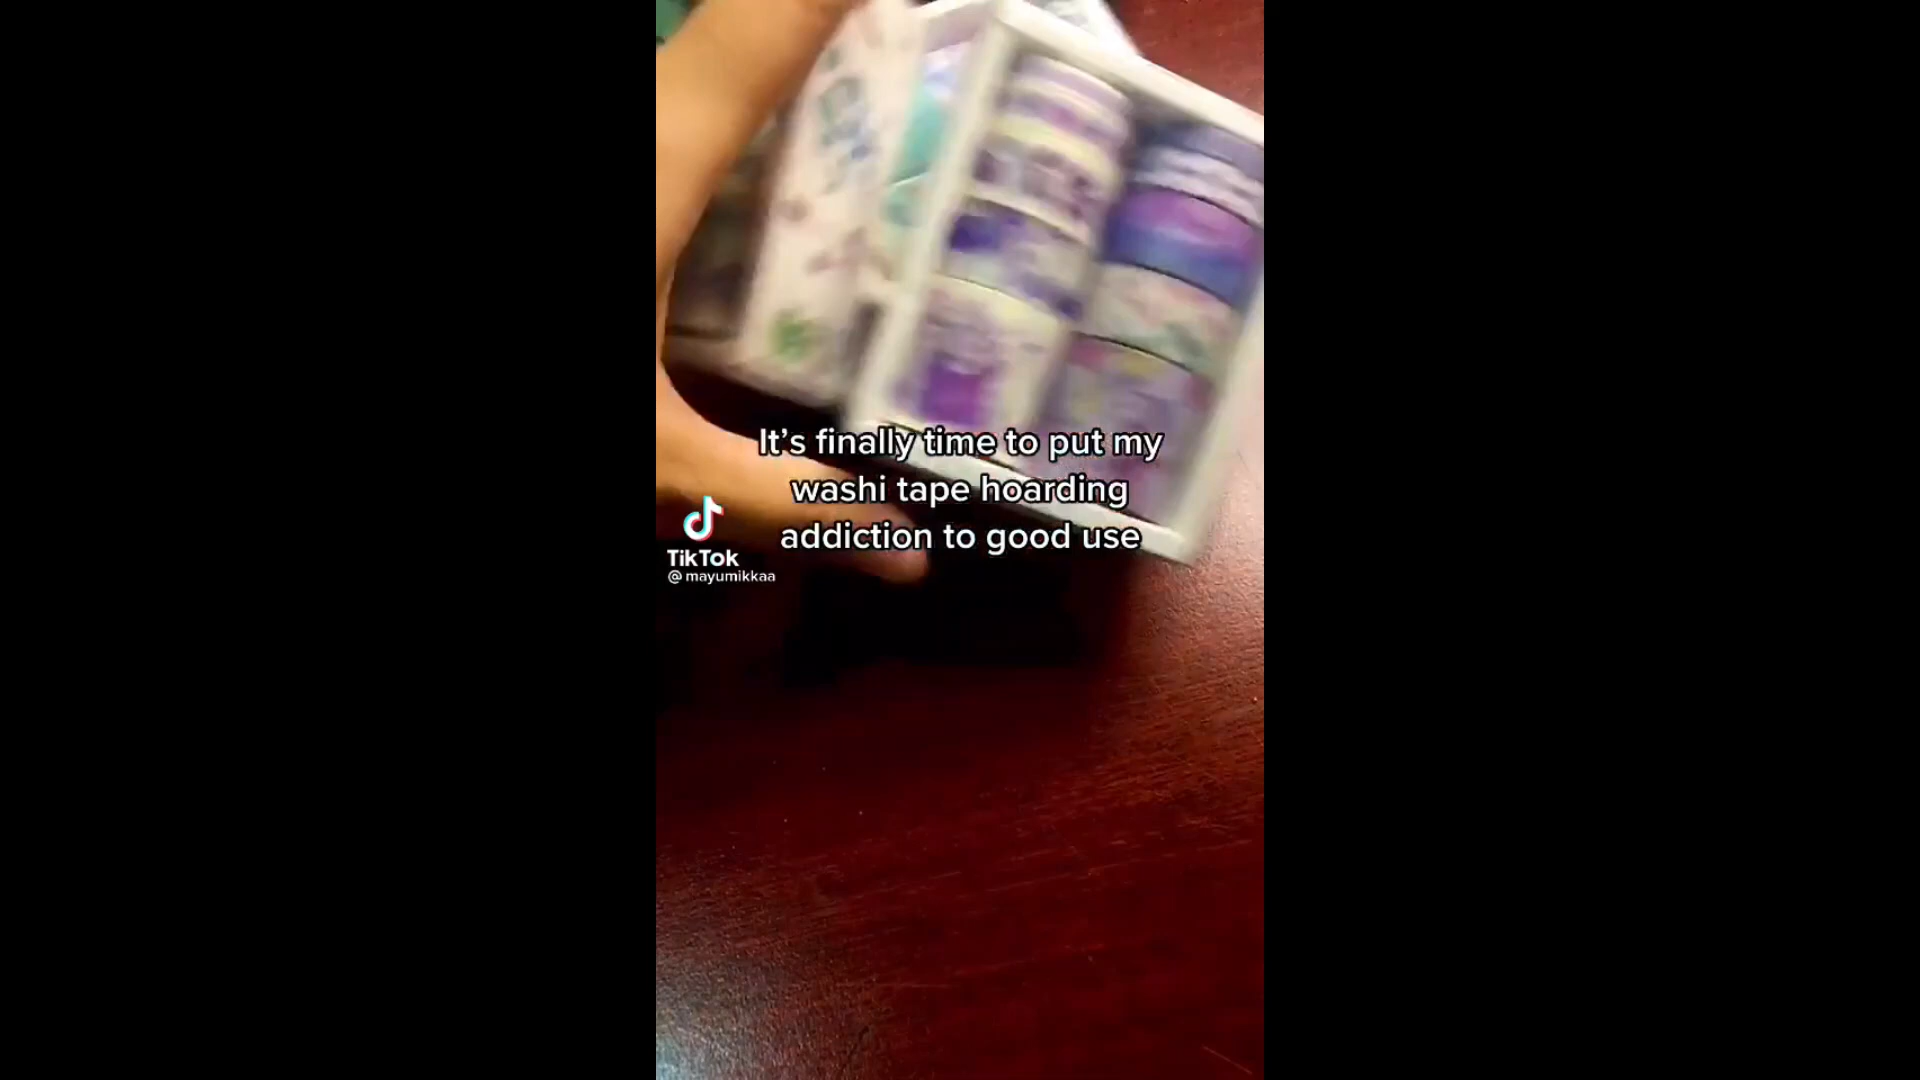 It’s finally time to put my
washi tape hoarding
addiction to good use
TikTok
@mayumikkaa